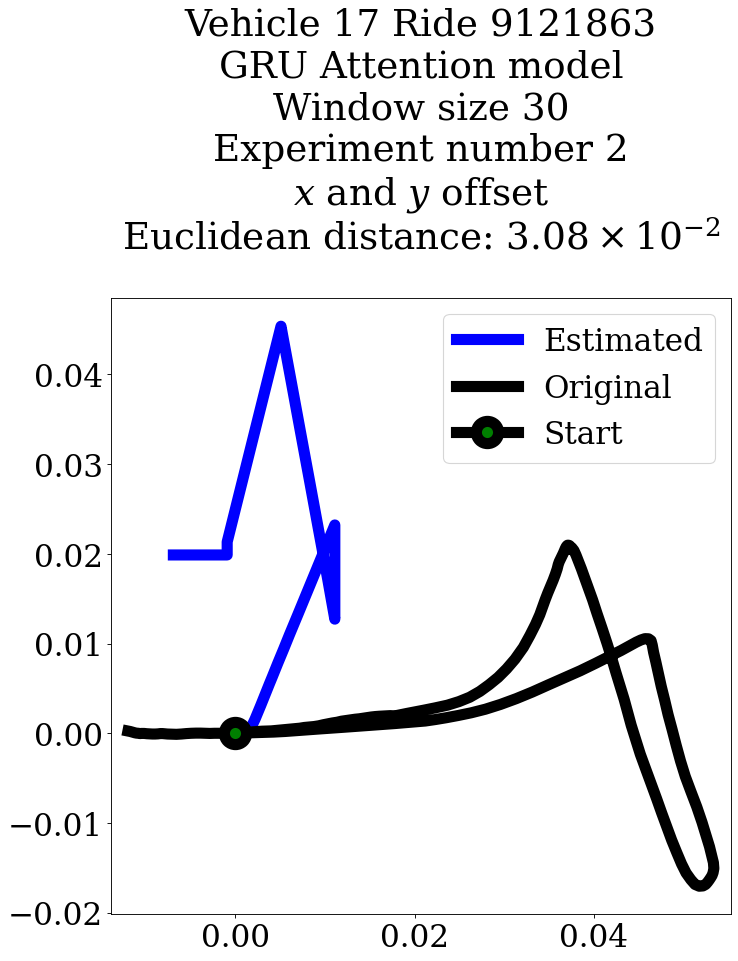 Vehicle 17 Ride 9121863
GRU Attention model
Window size 30
Experiment number 2
x and y offset
Euclidean distance: 3.08 × 10⁻²
Estimated
Original
Start
0.04
0.03
0.02
0.01
0.00
−0.01
−0.02
0.00 0.02 0.04